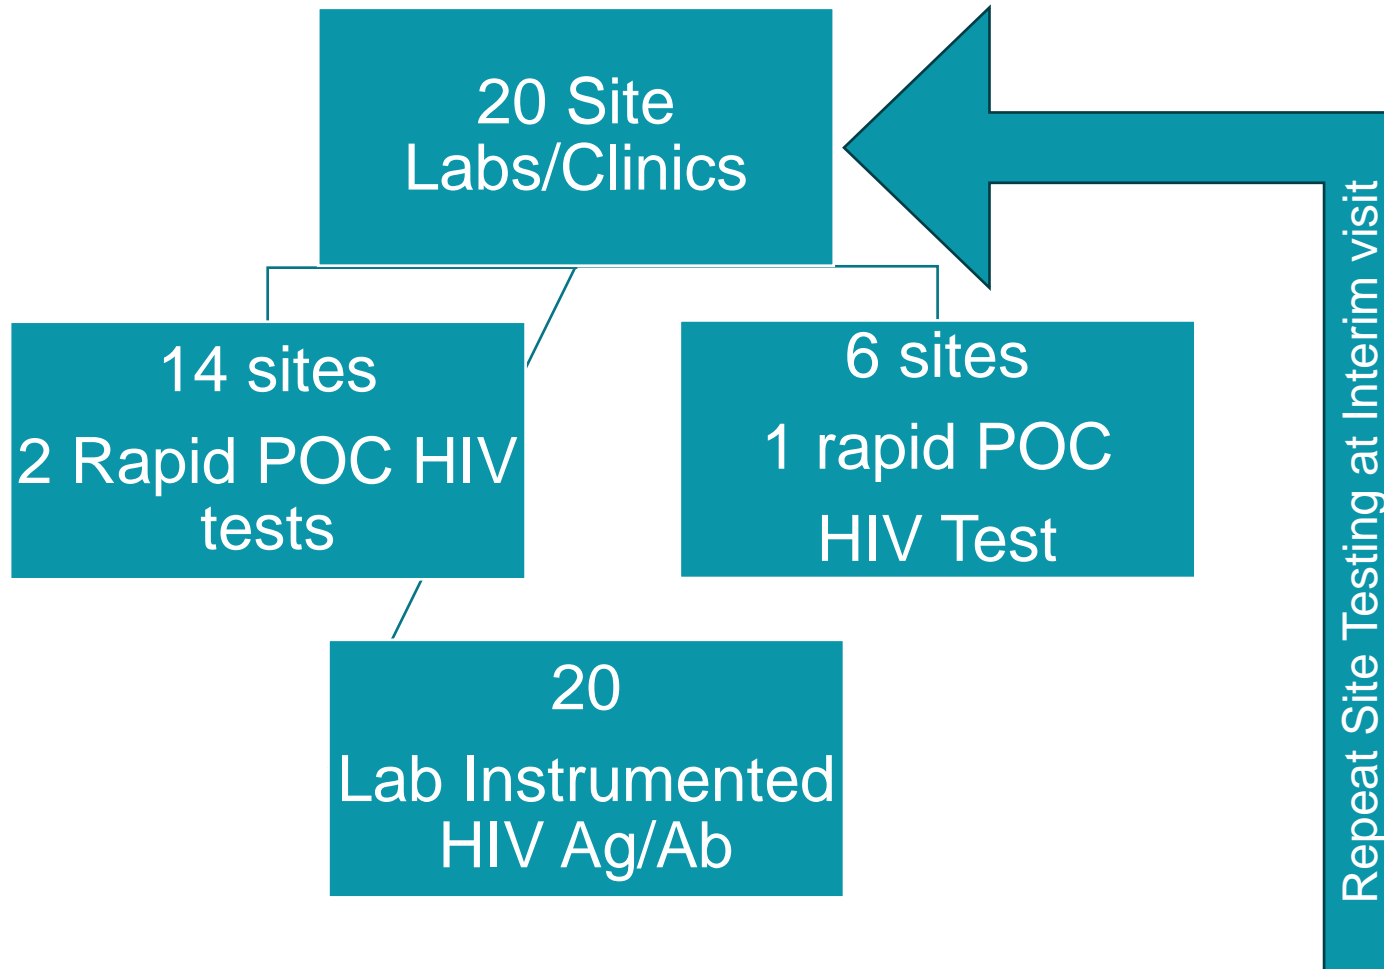 20 Site
Labs/Clinics
14 sites
2 Rapid POC HIV
tests
6 sites
1 rapid POC
HIV Test
20
Lab Instrumented
HIV Ag/Ab
Repeat Site Testing at Interim visit